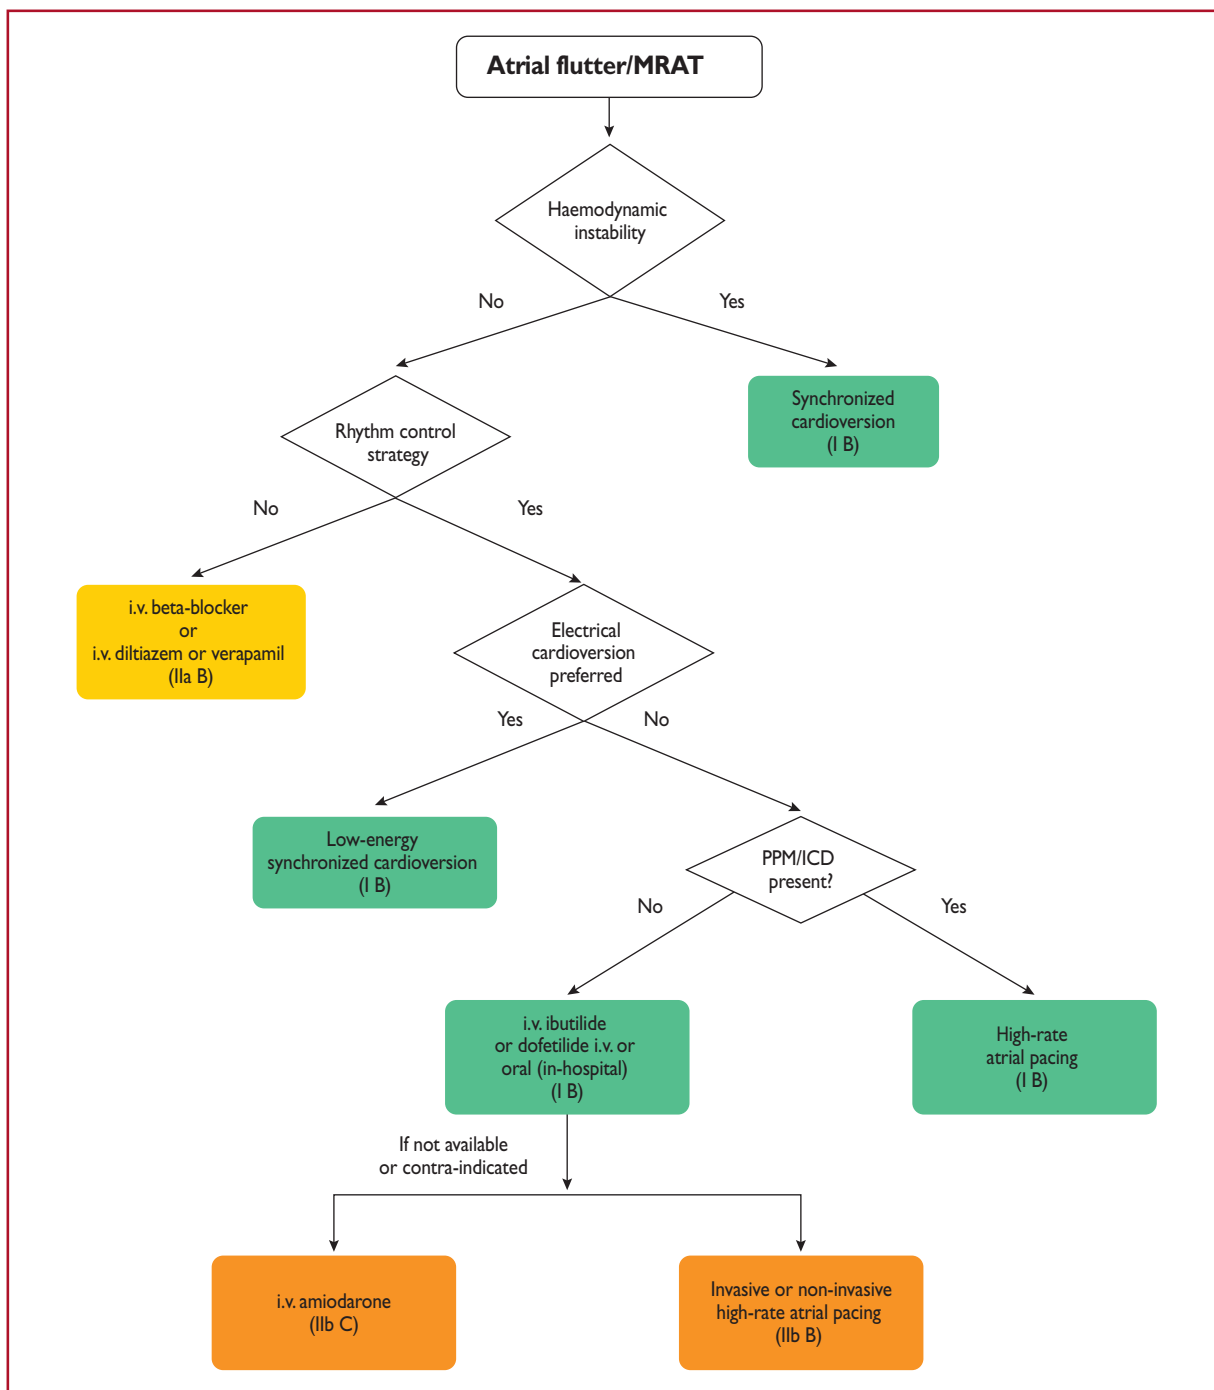 Atrial flutter/MRAT
Haemodynamic
instability
No
Yes
Synchronized
cardioversion
(I B)
Rhythm control
strategy
No
Yes
i.v. beta-blocker
or
i.v. diltiazem or verapamil
(IIa B)
Electrical
cardioversion
preferred
Yes
No
Low-energy
synchronized cardioversion
(I B)
PPM/ICD
present?
No
Yes
i.v. ibutilide
or dofetilide i.v. or
oral (in-hospital)
(I B)
High-rate
atrial pacing
(I B)
If not available
or contra-indicated
i.v. amiodarone
(IIb C)
Invasive or non-invasive
high-rate atrial pacing
(IIb B)